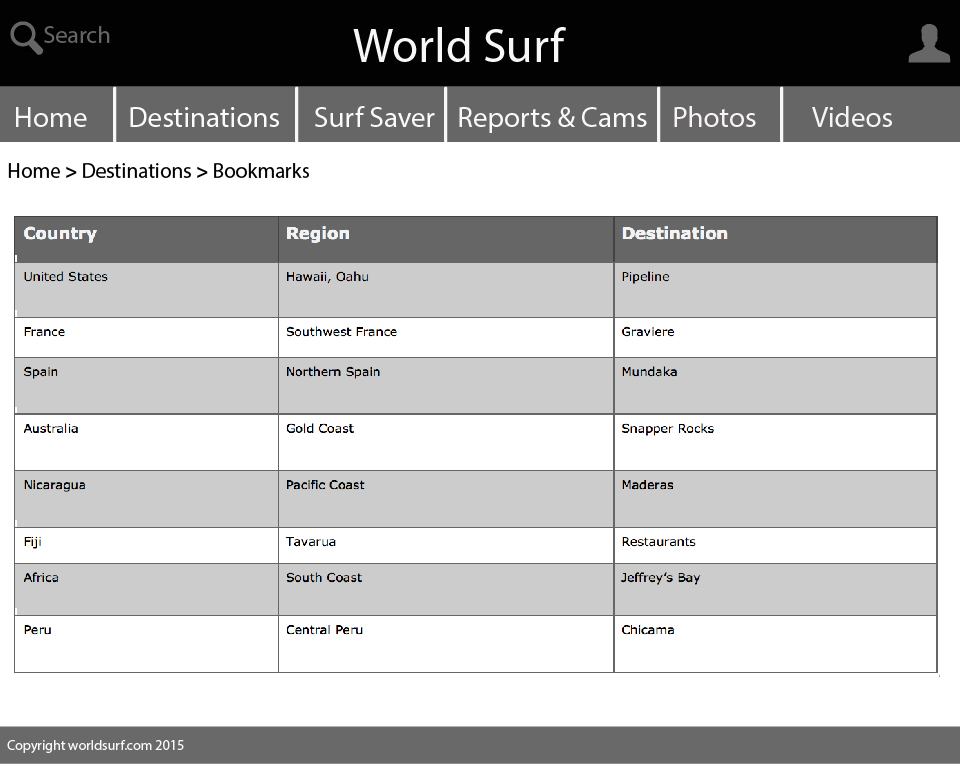 Search
World Surf
Home Destinations Surf Saver Reports & Cams Photos Videos
Home > Destinations > Bookmarks
Country Region Destination
United States Hawaii, Oahu Pipeline
France Southwest France Graviere
Spain Northern Spain Mundaka
Australia Gold Coast Snapper Rocks
Nicaragua Pacific Coast Maderas
Fiji Tavarua Restaurants
Africa South Coast Jeffrey's Bay
Peru Central Peru Chicama
Copyright worldsurf.com 2015